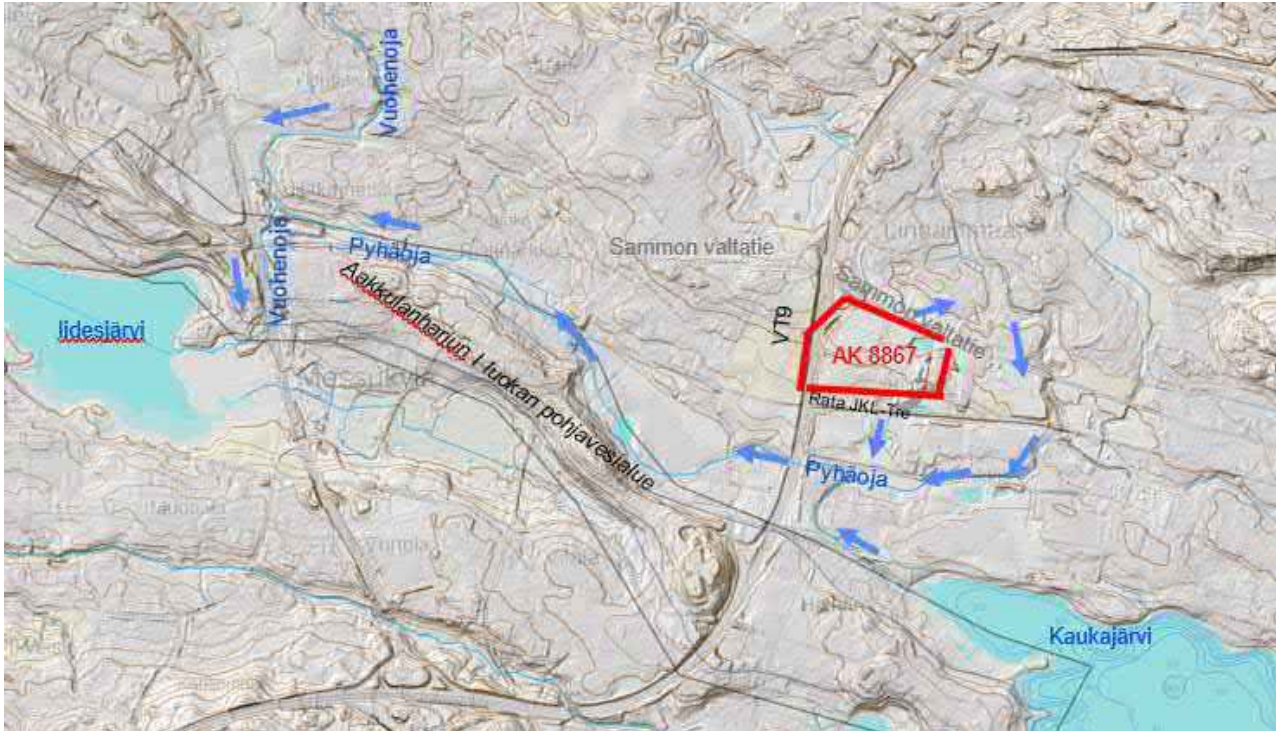 Vuohenoja
Vuohenoja
Pyhäoja
Sammon valtatie
Aakkulanharjun I-luokan pohjavesialue
Iidesjärvi
VT9
Sammon valtatie
AK 8867
Rata JKL-Tre
Pyhäoja
Kaukajärvi